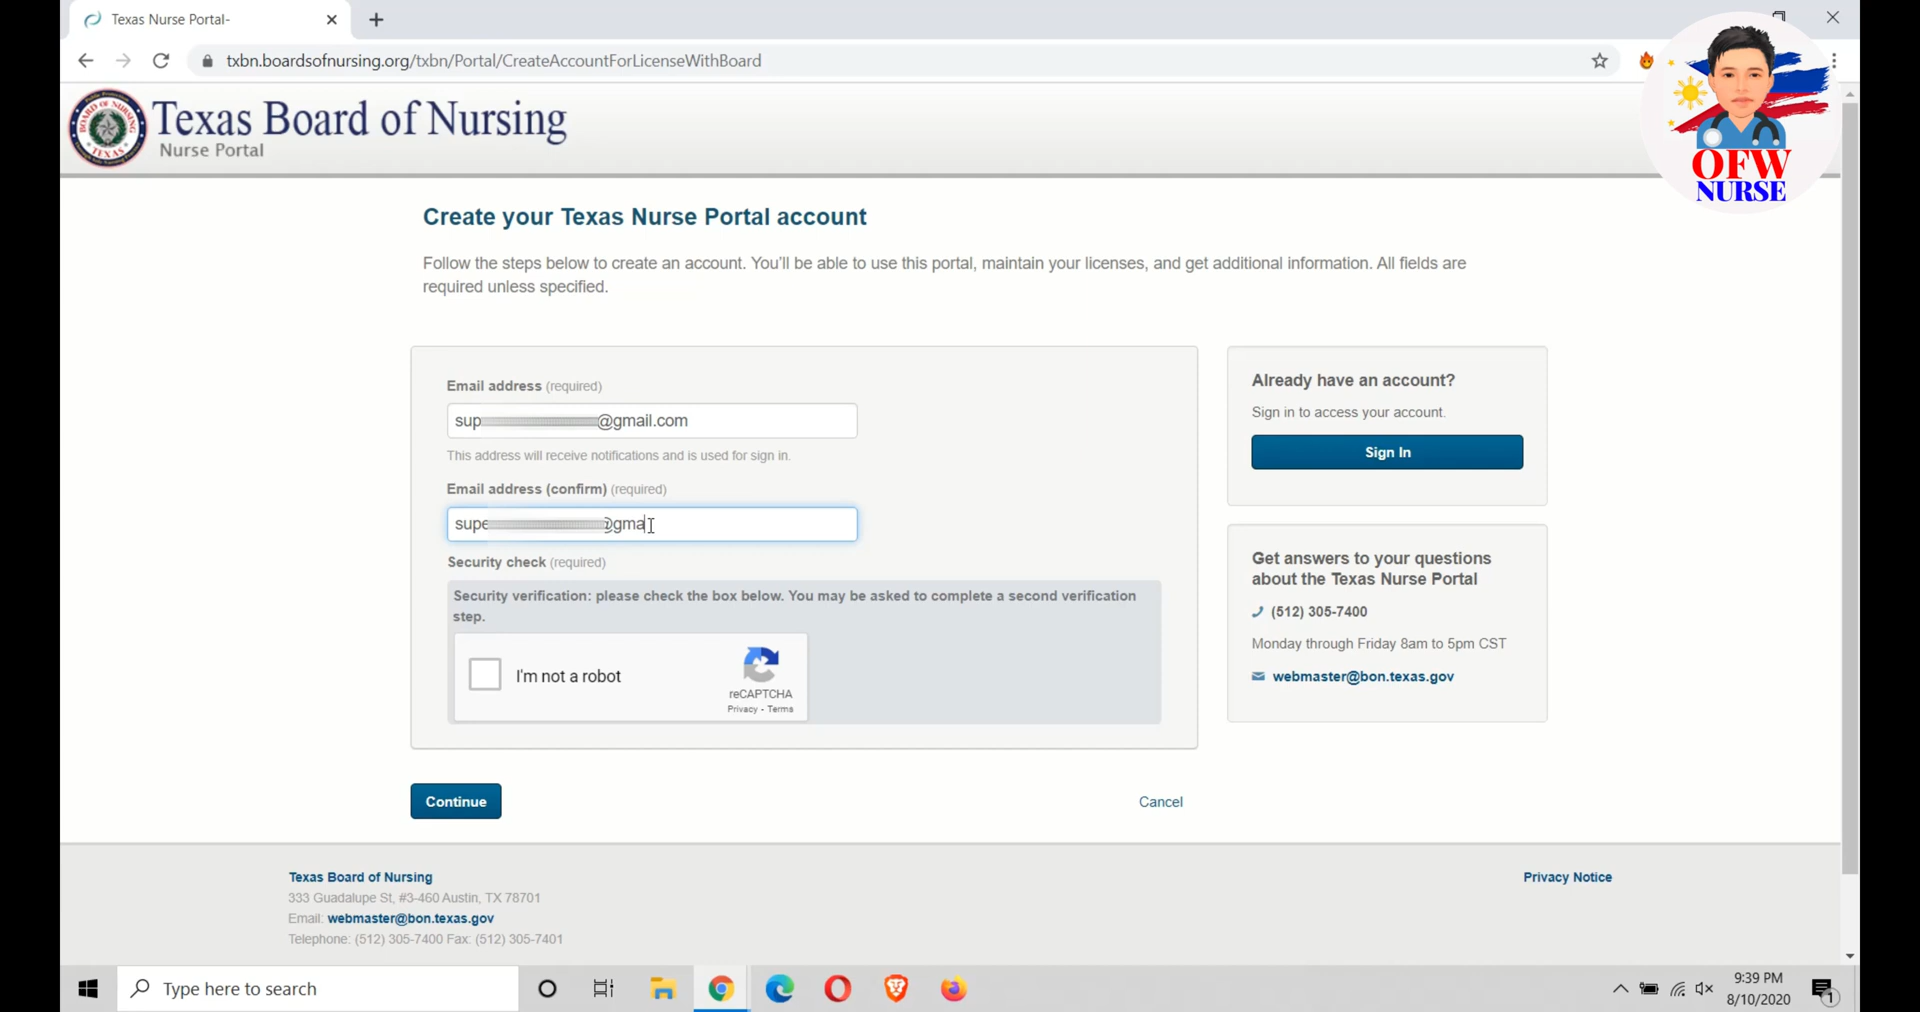 Texas Nurse Portal-
txbn.boardsofnursing.org/txbn/Portal/CreateAccountForLicenseWithBoard
Texas Board of Nursing
Nurse Portal
OFW
NURSE
Create your Texas Nurse Portal account
Follow the steps below to create an account. You'll be able to use this portal, maintain your licenses, and get additional information. All fields are
required unless specified.
Email address (required)
sup @gmail.com
This address will receive notifications and is used for sign in.
Email address (confirm) (required)
supe @gma
Security check (required)
Security verification: please check the box below. You may be asked to complete a second verification
step.
I'm not a robot
reCAPTCHA
Privacy - Terms
Continue
Cancel
Already have an account?
Sign in to access your account.
Sign In
Get answers to your questions
about the Texas Nurse Portal
(512) 305-7400
Monday through Friday 8am to 5pm CST
webmaster@bon.texas.gov
Texas Board of Nursing
333 Guadalupe St, #3-460 Austin, TX 78701
Email: webmaster@bon.texas.gov
Telephone: (512) 305-7400 Fax: (512) 305-7401
Privacy Notice
Type here to search
9:39 PM
8/10/2020
1